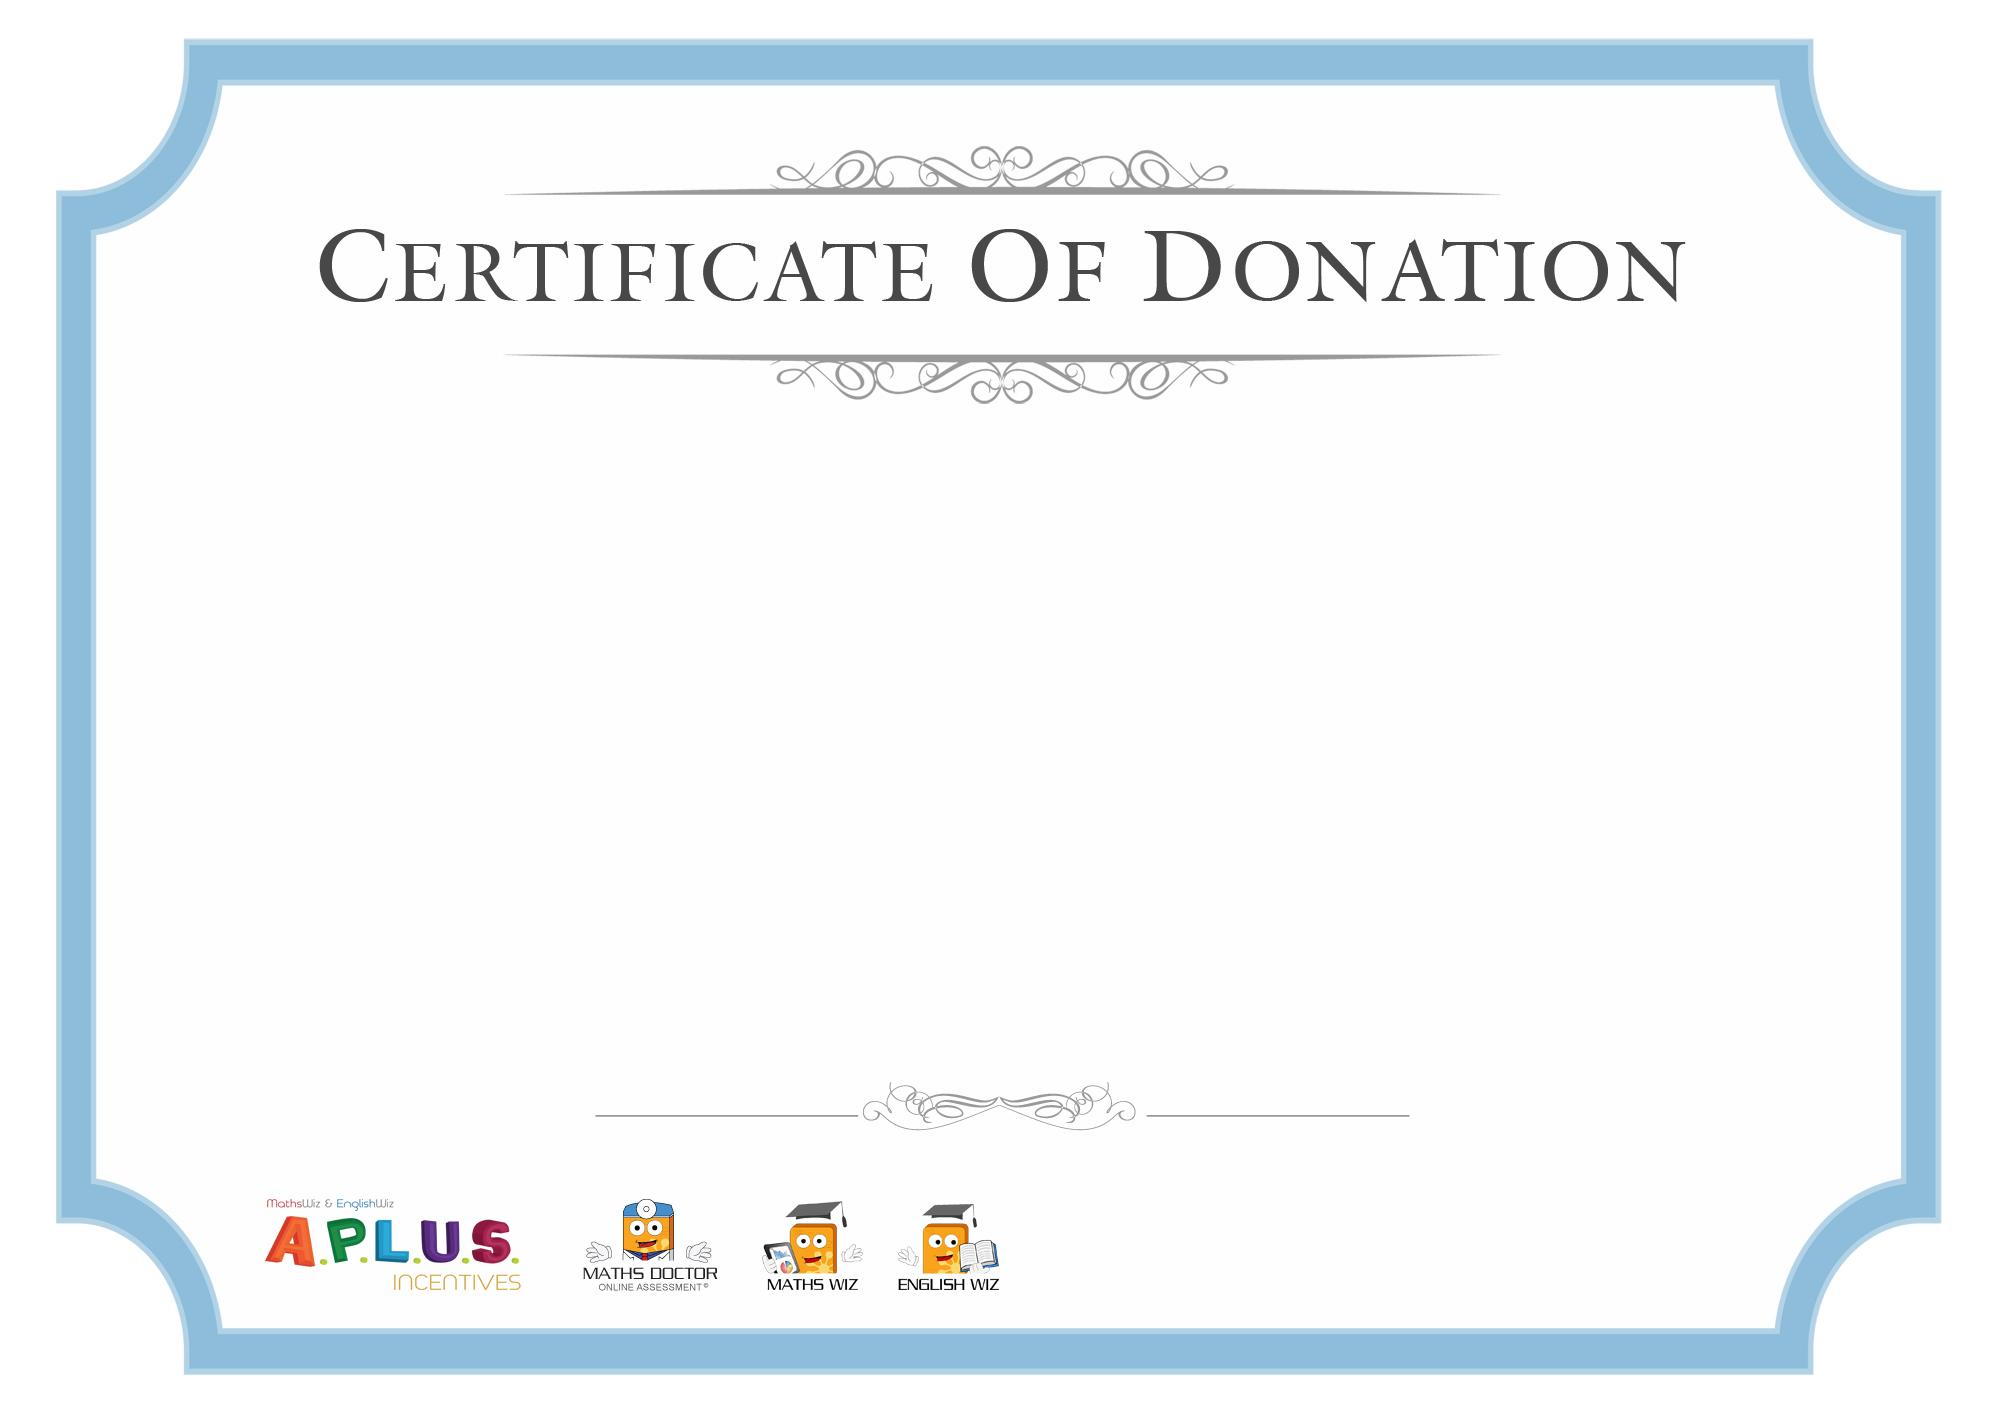 CERTIFICATE OF DONATION
MathsWiz & EnglishWiz
A.P.L.U.S.
INCENTIVES
MATHS DOCTOR
ONLINE ASSESSMENT©
MATHS WIZ
ENGLISH WIZ